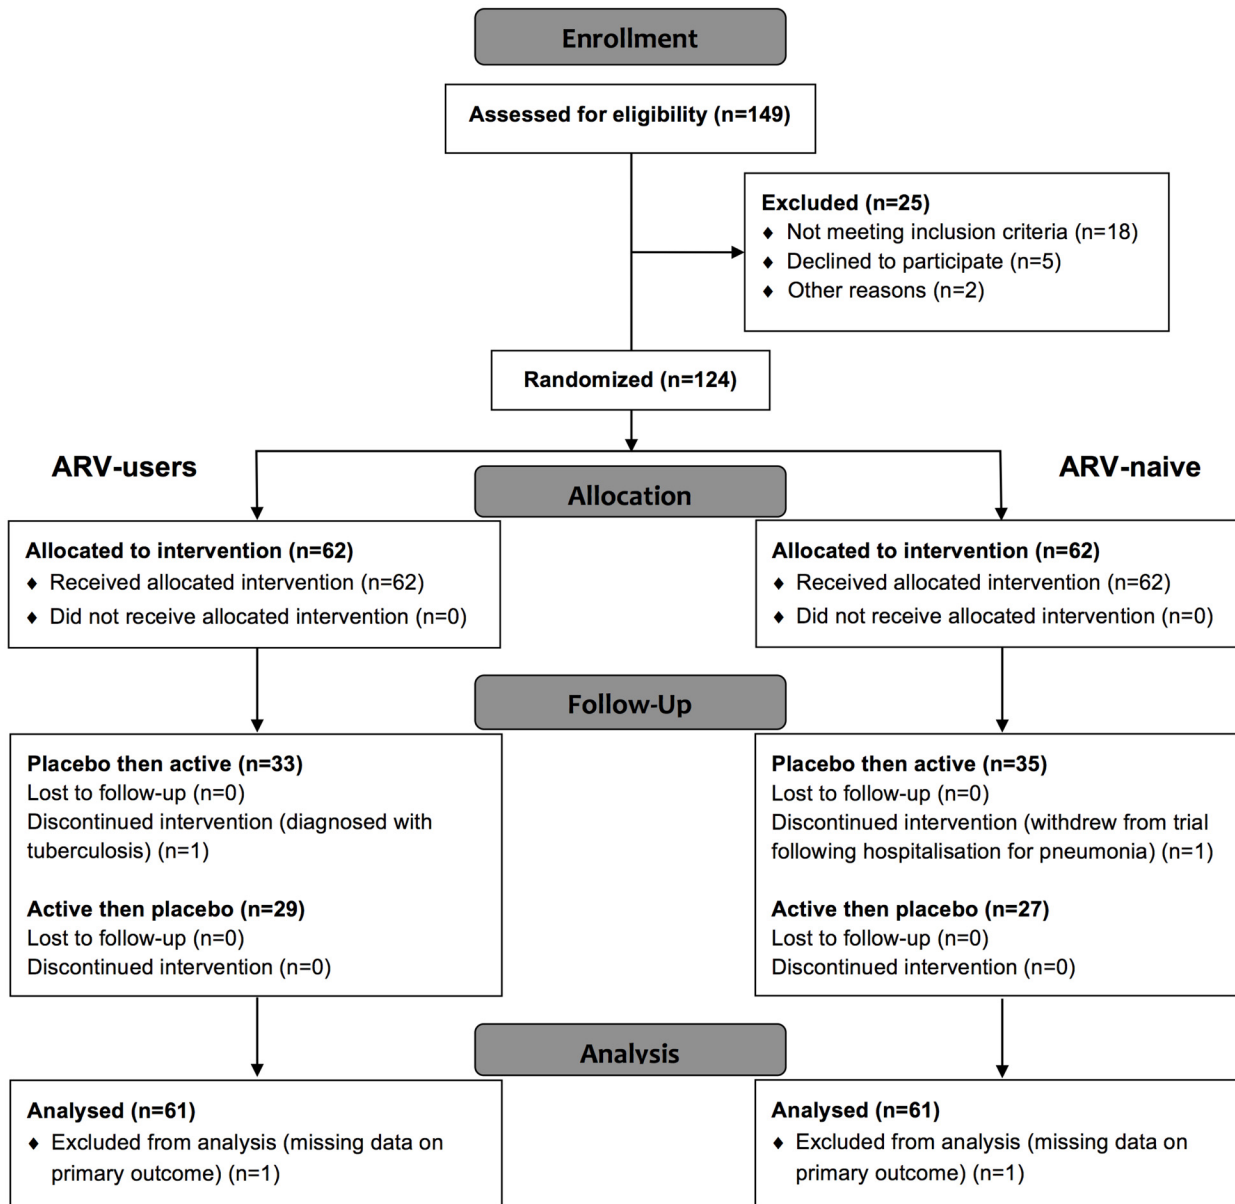 Enrollment
Assessed for eligibility (n=149)
Excluded (n=25)
♦ Not meeting inclusion criteria (n=18)
♦ Declined to participate (n=5)
♦ Other reasons (n=2)
Randomized (n=124)
ARV-users
ARV-naive
Allocation
Allocated to intervention (n=62)
♦ Received allocated intervention (n=62)
♦ Did not receive allocated intervention (n=0)
Allocated to intervention (n=62)
♦ Received allocated intervention (n=62)
♦ Did not receive allocated intervention (n=0)
Follow-Up
Placebo then active (n=33)
Lost to follow-up (n=0)
Discontinued intervention (diagnosed with
tuberculosis) (n=1)
Active then placebo (n=29)
Lost to follow-up (n=0)
Discontinued intervention (n=0)
Placebo then active (n=35)
Lost to follow-up (n=0)
Discontinued intervention (withdrew from trial
following hospitalisation for pneumonia) (n=1)
Active then placebo (n=27)
Lost to follow-up (n=0)
Discontinued intervention (n=0)
Analysis
Analysed (n=61)
♦ Excluded from analysis (missing data on
primary outcome) (n=1)
Analysed (n=61)
♦ Excluded from analysis (missing data on
primary outcome) (n=1)